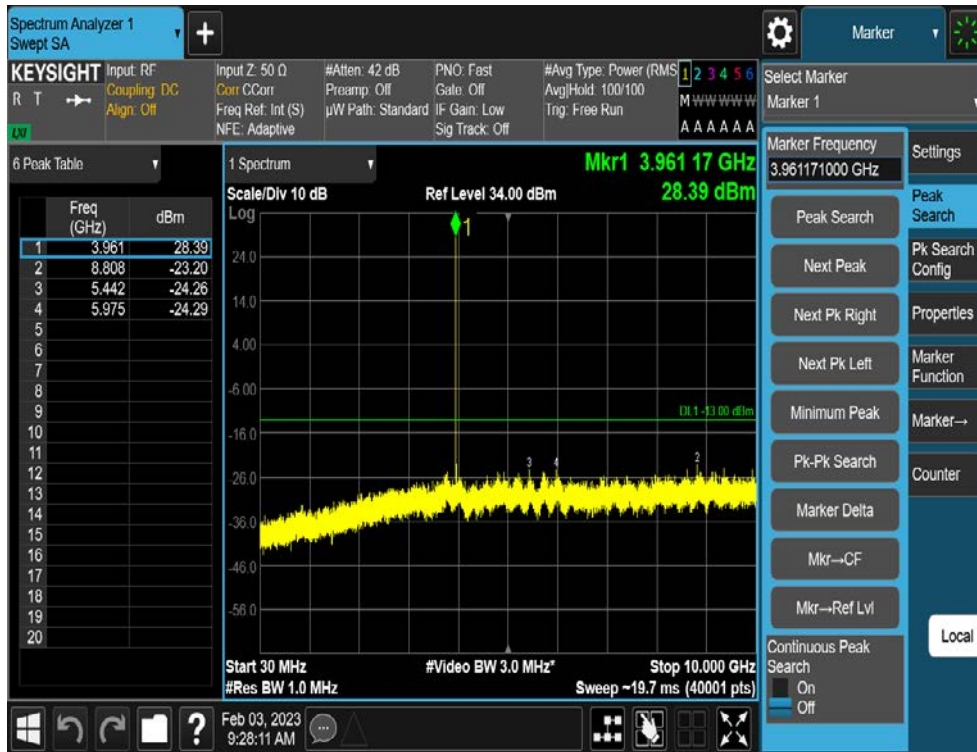 Spectrum Analyzer 1
Swept SA
+
Marker
KEYSIGHT
R T
LXI
Input: RF
Coupling: DC
Align: Off
Input Z: 50 Ω
Corr CCorr
Freq Ref: Int (S)
NFE: Adaptive
#Atten: 42 dB
Preamp: Off
µW Path: Standard
PNO: Fast
Gate: Off
IF Gain: Low
Sig Track: Off
#Avg Type: Power (RMS
Avg|Hold: 100/100
Trig: Free Run
1 2 3 4 5 6
M W W W W W
A A A A A A
Select Marker
Marker 1
6 Peak Table
Freq
(GHz)
dBm
1 3.961 28.39
2 8.808 -23.20
3 5.442 -24.26
4 5.975 -24.29
5
6
7
8
9
10
11
12
13
14
15
16
17
18
19
20
1 Spectrum
Mkr1 3.961 17 GHz
28.39 dBm
Scale/Div 10 dB
Ref Level 34.00 dBm
Log
1
24.0
14.0
4.00
-6.00
DL1 -13.00 dBm
-16.0
3 4 2
-26.0
-36.0
-46.0
-56.0
Start 30 MHz
#Video BW 3.0 MHz*
Stop 10.000 GHz
#Res BW 1.0 MHz
Sweep ~19.7 ms (40001 pts)
Marker Frequency
3.961171000 GHz
Peak Search
Next Peak
Next Pk Right
Next Pk Left
Minimum Peak
Pk-Pk Search
Marker Delta
Mkr→CF
Mkr→Ref Lvl
Continuous Peak
Search
On
Off
Settings
Peak
Search
Pk Search
Config
Properties
Marker
Function
Marker→
Counter
Local
?
Feb 03, 2023
9:28:11 AM